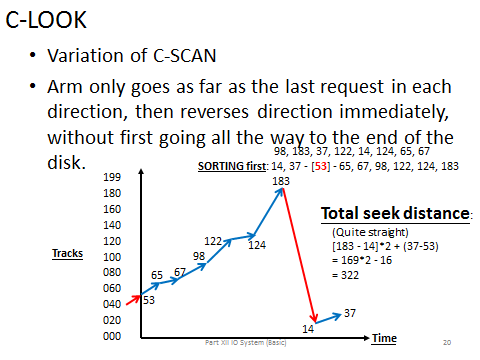 C-LOOK
• Variation of C-SCAN
• Arm only goes as far as the last request in each
direction, then reverses direction immediately,
without first going all the way to the end of the
disk.
98, 183, 37, 122, 14, 124, 65, 67
SORTING first: 14, 37 - [53] - 65, 67, 98, 122, 124, 183
199
180
160
140
120
100
080
060
040
020
000
Tracks
53
65
67
98
122
124
183
14
37
Time
Total seek distance:
(Quite straight)
[183 - 14]*2 + (37-53)
= 169*2 - 16
= 322
Part XII IO System (Basic)
20